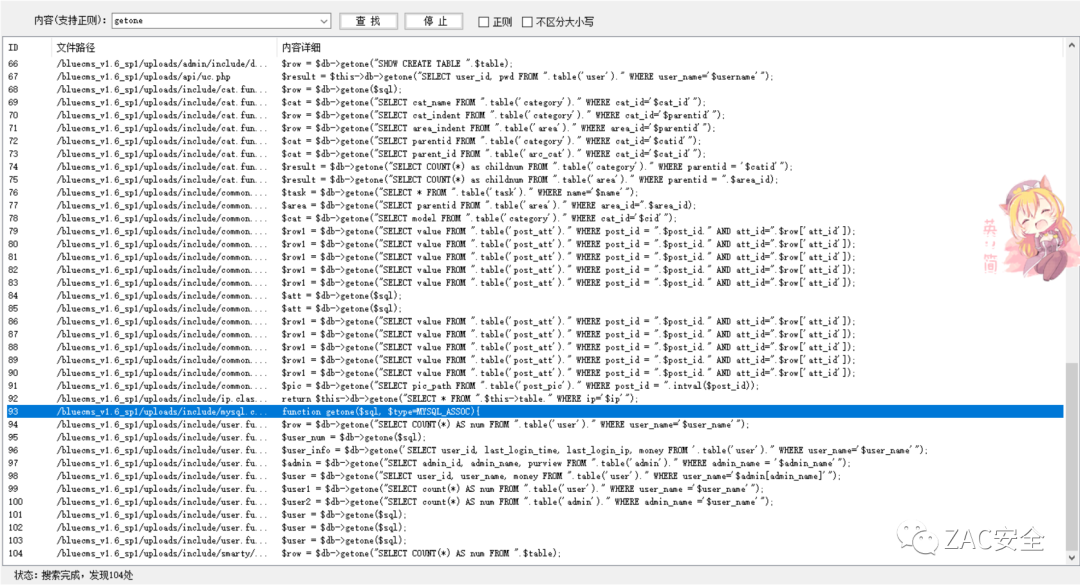 内容(支持正则): getone 查 找 停 止 正则 不区分大小写
ID 文件路径 内容详细
66 /bluecms_v1.6_sp1/uploads/admin/include/d... $row = $db->getone("SHOW CREATE TABLE ".$table);
67 /bluecms_v1.6_sp1/uploads/api/uc.php $result = $this->db->getone("SELECT user_id, pwd FROM ".table('user')." WHERE user_name='$username'");
68 /bluecms_v1.6_sp1/uploads/include/cat.fun... $row = $db->getone($sql);
69 /bluecms_v1.6_sp1/uploads/include/cat.fun... $cat = $db->getone("SELECT cat_name FROM ".table('category')." WHERE cat_id='$cat_id'");
70 /bluecms_v1.6_sp1/uploads/include/cat.fun... $row = $db->getone("SELECT cat_indent FROM ".table('category')." WHERE cat_id='$parentid'");
71 /bluecms_v1.6_sp1/uploads/include/cat.fun... $row = $db->getone("SELECT area_indent FROM ".table('area')." WHERE area_id='$parentid'");
72 /bluecms_v1.6_sp1/uploads/include/cat.fun... $cat = $db->getone("SELECT parentid FROM ".table('category')." WHERE cat_id='$catid'");
73 /bluecms_v1.6_sp1/uploads/include/cat.fun... $cat = $db->getone("SELECT parent_id FROM ".table('arc_cat')." WHERE cat_id='$cat_id'");
74 /bluecms_v1.6_sp1/uploads/include/cat.fun... $result = $db->getone("SELECT COUNT(*) as childnum FROM ".table('category')." WHERE parentid = '$catid'");
75 /bluecms_v1.6_sp1/uploads/include/cat.fun... $result = $db->getone("SELECT COUNT(*) as childnum FROM ".table('area')." WHERE parentid = ".$area_id);
76 /bluecms_v1.6_sp1/uploads/include/common.... $task = $db->getone("SELECT * FROM ".table('task')." WHERE name='$name'");
77 /bluecms_v1.6_sp1/uploads/include/common.... $area = $db->getone("SELECT parentid FROM ".table('area')." WHERE area_id=".$area_id);
78 /bluecms_v1.6_sp1/uploads/include/common.... $cat = $db->getone("SELECT model FROM ".table('category')." WHERE cat_id='$cid'");
79 /bluecms_v1.6_sp1/uploads/include/common.... $row1 = $db->getone("SELECT value FROM ".table('post_att')." WHERE post_id = ".$post_id." AND att_id=".$row['att_id']);
80 /bluecms_v1.6_sp1/uploads/include/common.... $row1 = $db->getone("SELECT value FROM ".table('post_att')." WHERE post_id = ".$post_id." AND att_id=".$row['att_id']);
81 /bluecms_v1.6_sp1/uploads/include/common.... $row1 = $db->getone("SELECT value FROM ".table('post_att')." WHERE post_id = ".$post_id." AND att_id=".$row['att_id']);
82 /bluecms_v1.6_sp1/uploads/include/common.... $row1 = $db->getone("SELECT value FROM ".table('post_att')." WHERE post_id = ".$post_id." AND att_id=".$row['att_id']);
83 /bluecms_v1.6_sp1/uploads/include/common.... $row1 = $db->getone("SELECT value FROM ".table('post_att')." WHERE post_id = ".$post_id." AND att_id=".$row['att_id']);
84 /bluecms_v1.6_sp1/uploads/include/common.... $att = $db->getone($sql);
85 /bluecms_v1.6_sp1/uploads/include/common.... $att = $db->getone($sql);
86 /bluecms_v1.6_sp1/uploads/include/common.... $row1 = $db->getone("SELECT value FROM ".table('post_att')." WHERE post_id = ".$post_id." AND att_id=".$row['att_id']);
87 /bluecms_v1.6_sp1/uploads/include/common.... $row1 = $db->getone("SELECT value FROM ".table('post_att')." WHERE post_id = ".$post_id." AND att_id=".$row['att_id']);
88 /bluecms_v1.6_sp1/uploads/include/common.... $row1 = $db->getone("SELECT value FROM ".table('post_att')." WHERE post_id = ".$post_id." AND att_id=".$row['att_id']);
89 /bluecms_v1.6_sp1/uploads/include/common.... $row1 = $db->getone("SELECT value FROM ".table('post_att')." WHERE post_id = ".$post_id." AND att_id=".$row['att_id']);
90 /bluecms_v1.6_sp1/uploads/include/common.... $row1 = $db->getone("SELECT value FROM ".table('post_att')." WHERE post_id = ".$post_id." AND att_id=".$row['att_id']);
91 /bluecms_v1.6_sp1/uploads/include/common.... $pic = $db->getone("SELECT pic_path FROM ".table('post_pic')." WHERE post_id = ".intval($post_id));
92 /bluecms_v1.6_sp1/uploads/include/ip.clas... return $this->db->getone("SELECT * FROM ".$this->table." WHERE ip='$ip'");
93 /bluecms_v1.6_sp1/uploads/include/mysql.c... function getone($sql, $type=MYSQL_ASSOC){
94 /bluecms_v1.6_sp1/uploads/include/user.fu... $row = $db->getone("SELECT COUNT(*) AS num FROM ".table('user')." WHERE user_name='$user_name'");
95 /bluecms_v1.6_sp1/uploads/include/user.fu... $user_num = $db->getone($sql);
96 /bluecms_v1.6_sp1/uploads/include/user.fu... $user_info = $db->getone('SELECT user_id, last_login_time, last_login_ip, money FROM '.table('user')." WHERE user_name='$user_name'");
97 /bluecms_v1.6_sp1/uploads/include/user.fu... $admin = $db->getone("SELECT admin_id, admin_name, purview FROM ".table('admin')." WHERE admin_name = '$admin_name'");
98 /bluecms_v1.6_sp1/uploads/include/user.fu... $user = $db->getone("SELECT user_id, user_name, money FROM ".table('user')." WHERE user_name='$admin[admin_name]'");
99 /bluecms_v1.6_sp1/uploads/include/user.fu... $user1 = $db->getone("SELECT count(*) AS num FROM ".table('user')." WHERE user_name ='$user_name'");
100 /bluecms_v1.6_sp1/uploads/include/user.fu... $user2 = $db->getone("SELECT count(*) AS num FROM ".table('admin')." WHERE admin_name ='$user_name'");
101 /bluecms_v1.6_sp1/uploads/include/user.fu... $user = $db->getone($sql);
102 /bluecms_v1.6_sp1/uploads/include/user.fu... $user = $db->getone($sql);
103 /bluecms_v1.6_sp1/uploads/include/user.fu... $user = $db->getone($sql);
104 /bluecms_v1.6_sp1/uploads/include/smarty/... $row = $db->getone("SELECT COUNT(*) AS num FROM ".$table);
ZAC安全
状态: 搜索完成, 发现104处